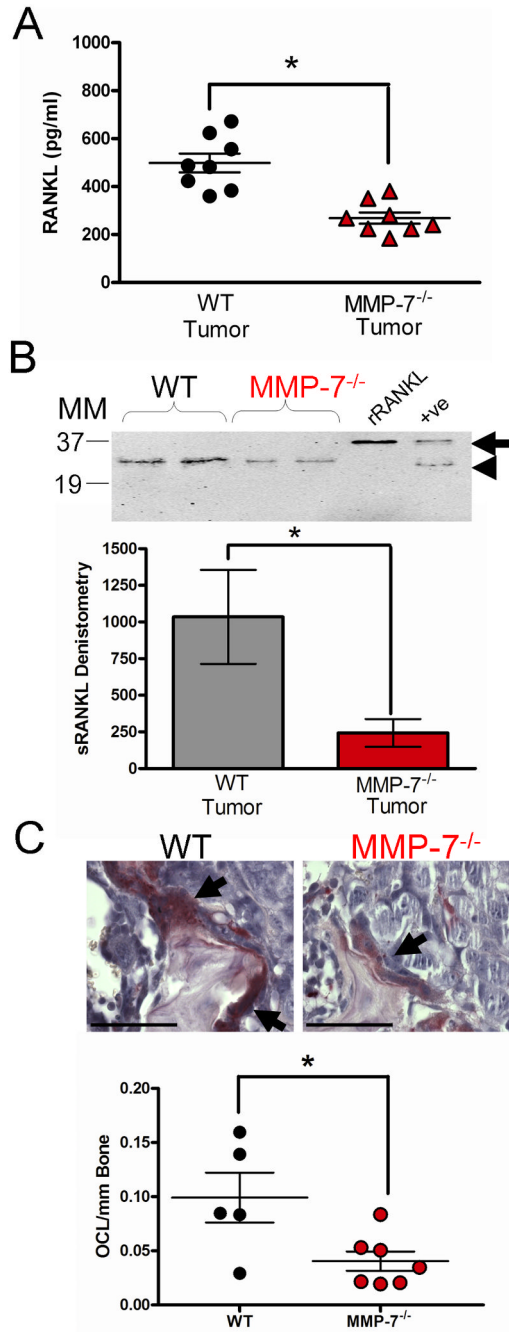 A
1000
800
600
400
200
0
RANKL (pg/ml)
*
WT
Tumor
MMP-7-/-
Tumor
B
WT
MMP-7-/-
rRANKL
+ve
MM
37
19
1500
1250
1000
750
500
250
0
sRANKL Denistometry
*
WT
Tumor
MMP-7-/-
Tumor
C
WT
MMP-7-/-
*
0.20
0.15
0.10
0.05
0.00
OCL/mm Bone
WT
MMP-7-/-